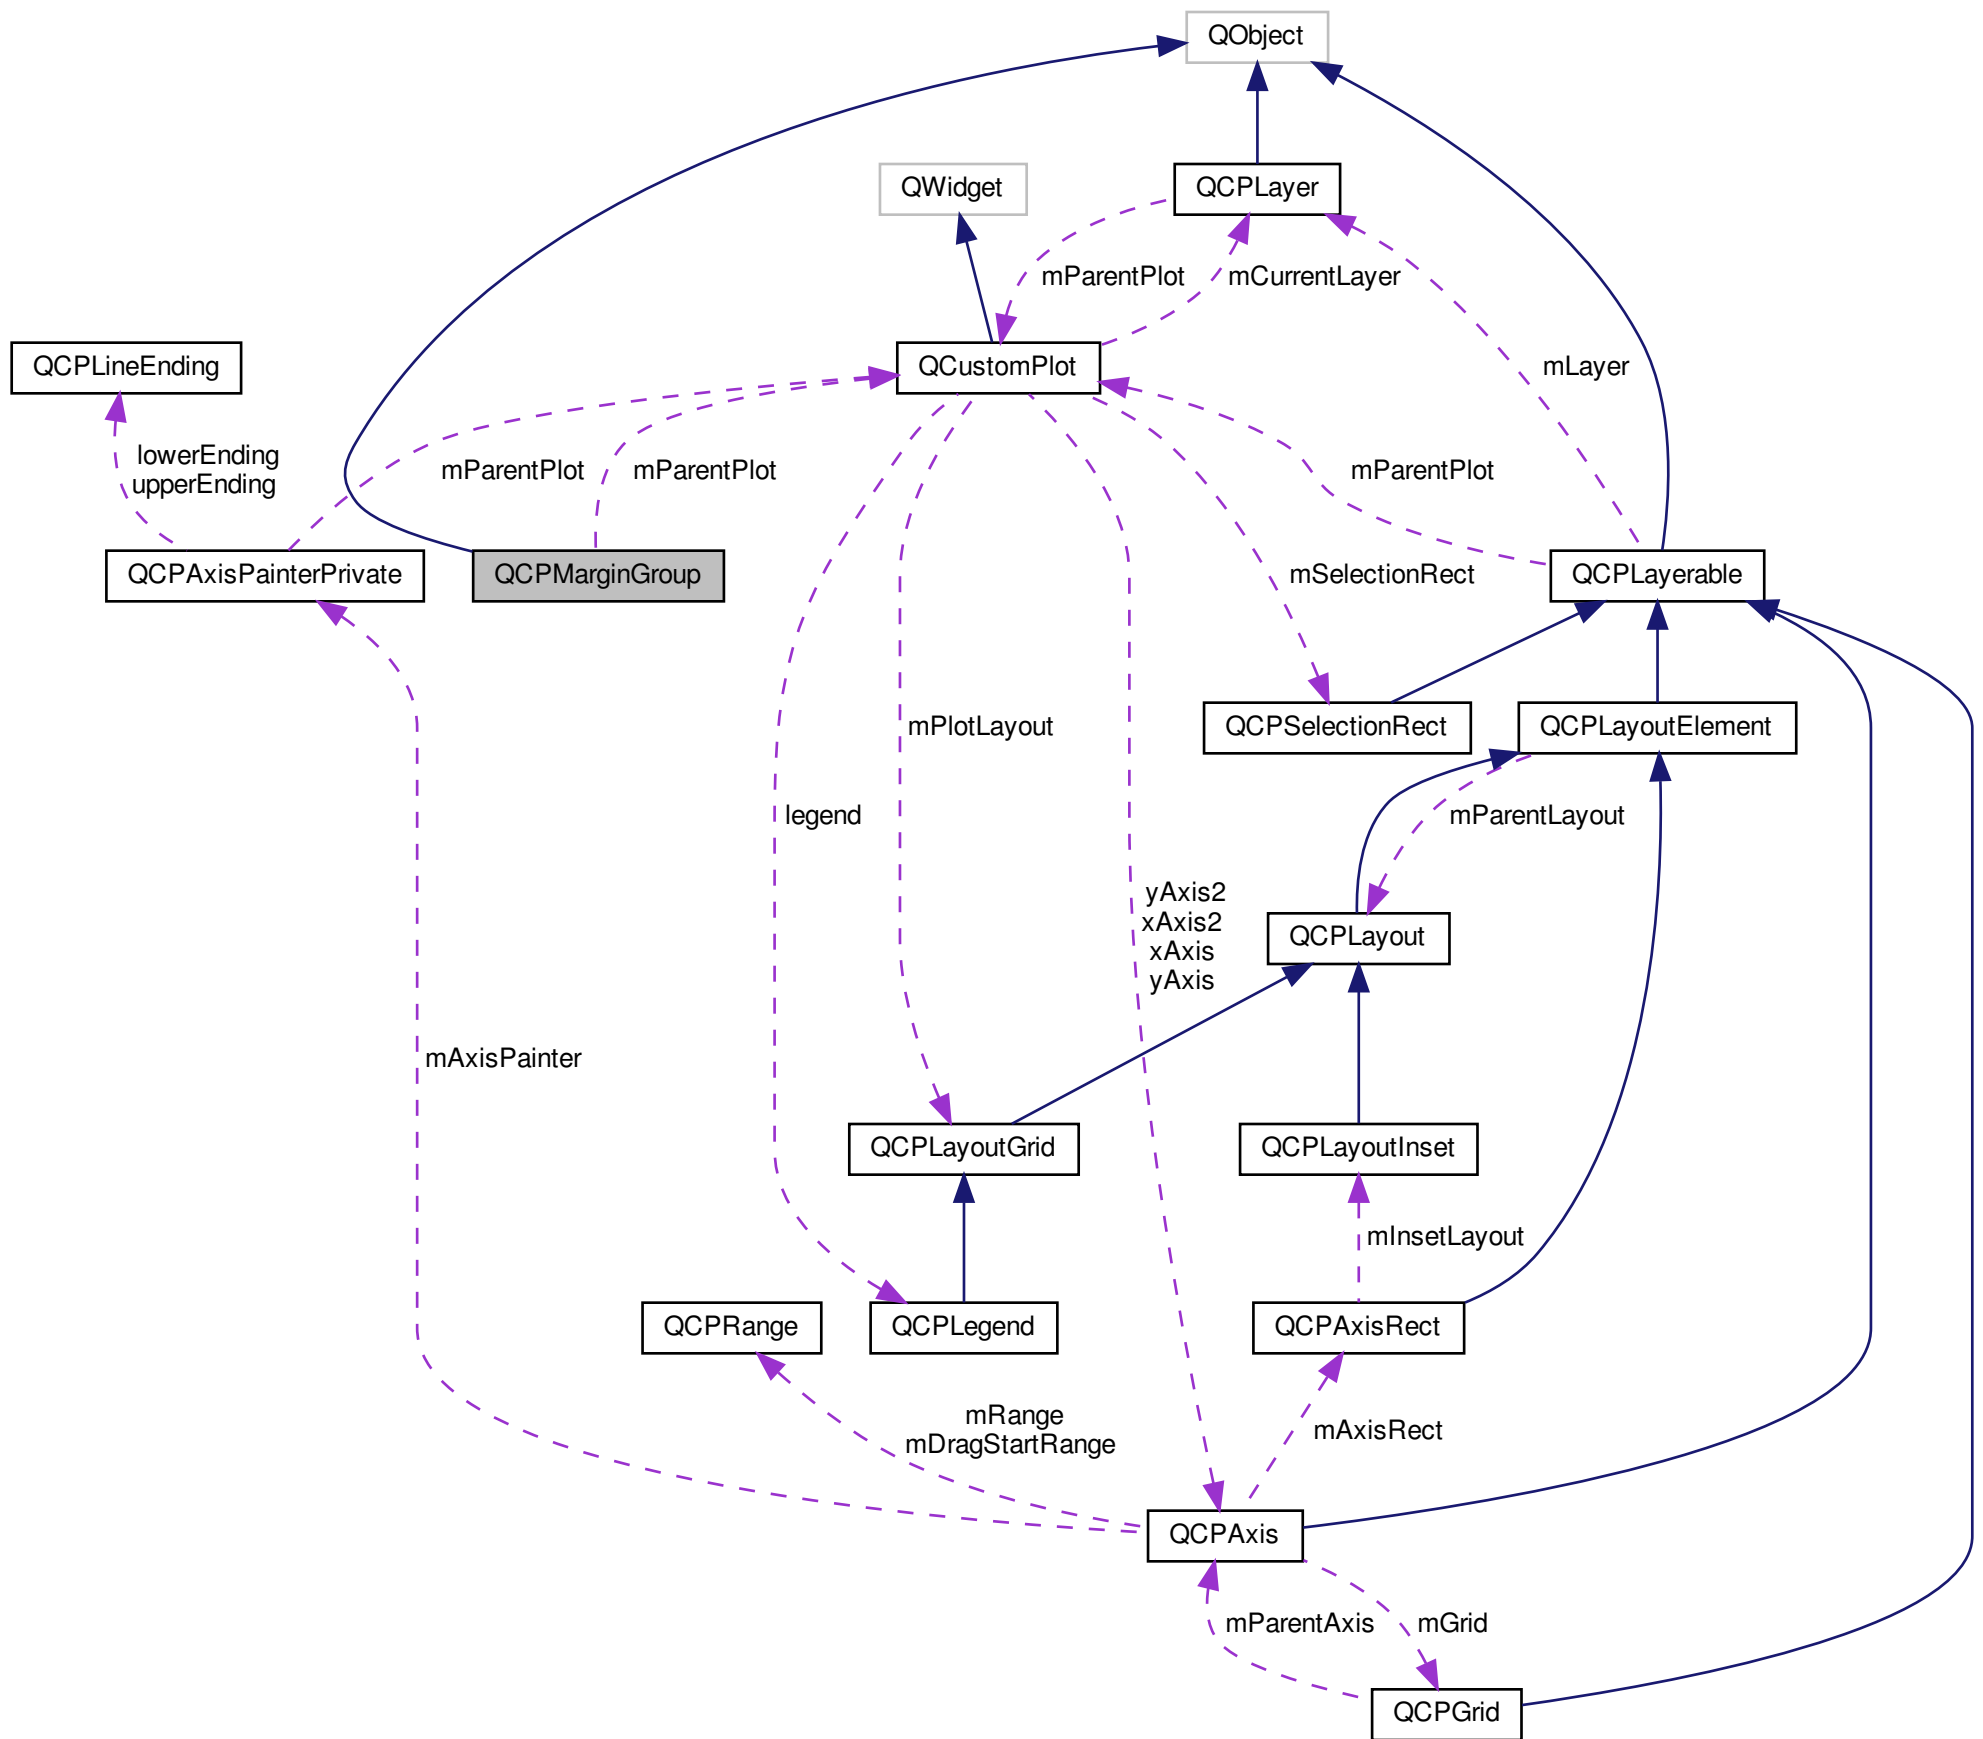 QObject
QWidget
QCPLayer
mParentPlot
mCurrentLayer
QCPLineEnding
QCustomPlot
mLayer
lowerEnding
upperEnding
mParentPlot
mParentPlot
mParentPlot
QCPAxisPainterPrivate
QCPMarginGroup
mSelectionRect
QCPLayerable
mPlotLayout
QCPSelectionRect
QCPLayoutElement
legend
mParentLayout
yAxis2
xAxis2
xAxis
yAxis
QCPLayout
mAxisPainter
QCPLayoutGrid
QCPLayoutInset
mInsetLayout
QCPRange
QCPLegend
QCPAxisRect
mRange
mDragStartRange
mAxisRect
QCPAxis
mParentAxis
mGrid
QCPGrid